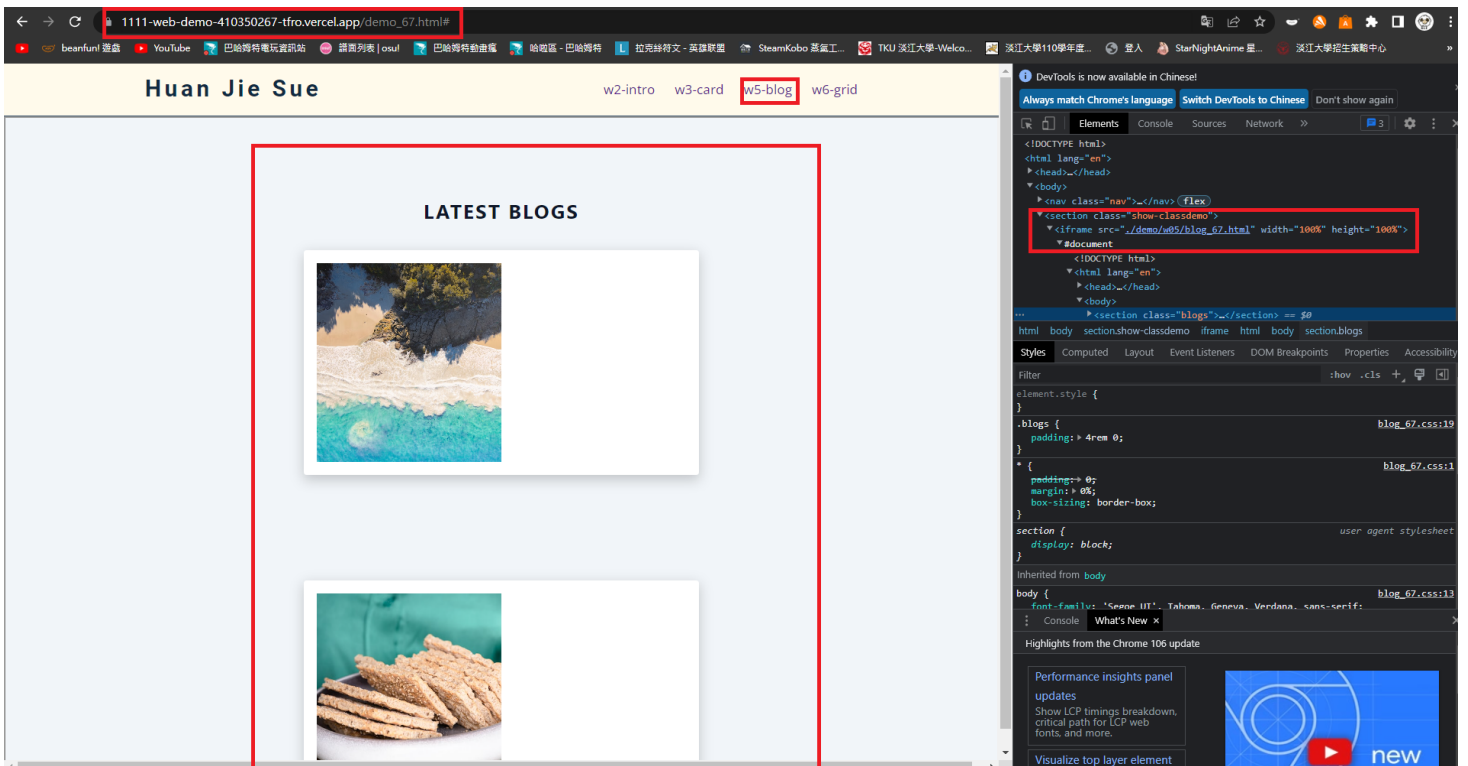 1111-web-demo-410350267-tfro.vercel.app/demo_67.html#
beanfun! 遊戲 YouTube 巴哈姆特電玩資訊站 譜面列表 | osu! 巴哈姆特動畫瘋 哈啦區 - 巴哈姆特 拉克絲符文 - 英雄联盟 SteamKobo 蒸氣工... TKU 淡江大學-Welco... 淡江大學110學年度... 登入 StarNightAnime 星... 淡江大學招生策略中心 »
Huan Jie Sue
w2-intro w3-card w5-blog w6-grid
LATEST BLOGS
DevTools is now available in Chinese!
Always match Chrome's language Switch DevTools to Chinese Don't show again
Elements Console Sources Network » 3
<!DOCTYPE html>
<html lang="en">
<head>…</head>
<body>
<nav class="nav">…</nav> flex
<section class="show-classdemo">
<iframe src="./demo/w05/blog_67.html" width="100%" height="100%">
#document
<!DOCTYPE html>
<html lang="en">
<head>…</head>
<body>
... <section class="blogs">…</section> == $0
html body section.show-classdemo iframe html body section.blogs
Styles Computed Layout Event Listeners DOM Breakpoints Properties Accessibility
Filter :hov .cls +
element.style {
}
.blogs { blog_67.css:19
padding: 4rem 0;
}
* { blog_67.css:1
padding: 0;
margin: 0%;
box-sizing: border-box;
}
section { user agent stylesheet
display: block;
}
Inherited from body
body { blog_67.css:13
font-family: 'Segoe UI', Tahoma, Geneva, Verdana, sans-serif;
Console What's New ×
Highlights from the Chrome 106 update
Performance insights panel
updates
Show LCP timings breakdown,
critical path for LCP web
fonts, and more.
Visualize top layer element
new